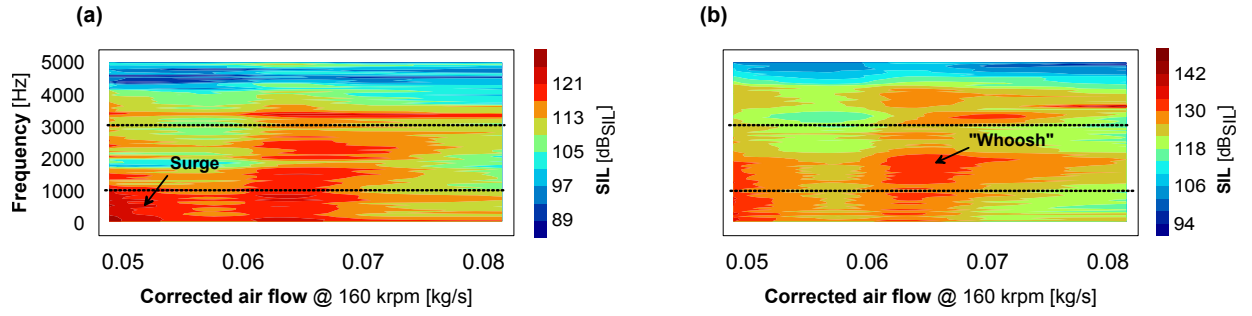 (a)
Frequency [Hz]
5000
4000
3000
2000
1000
0
Surge
0.05 0.06 0.07 0.08
Corrected air flow @ 160 krpm [kg/s]
121
113
105
97
89
SIL [dBSIL]
(b)
"Whoosh"
0.05 0.06 0.07 0.08
Corrected air flow @ 160 krpm [kg/s]
142
130
118
106
94
SIL [dBSIL]